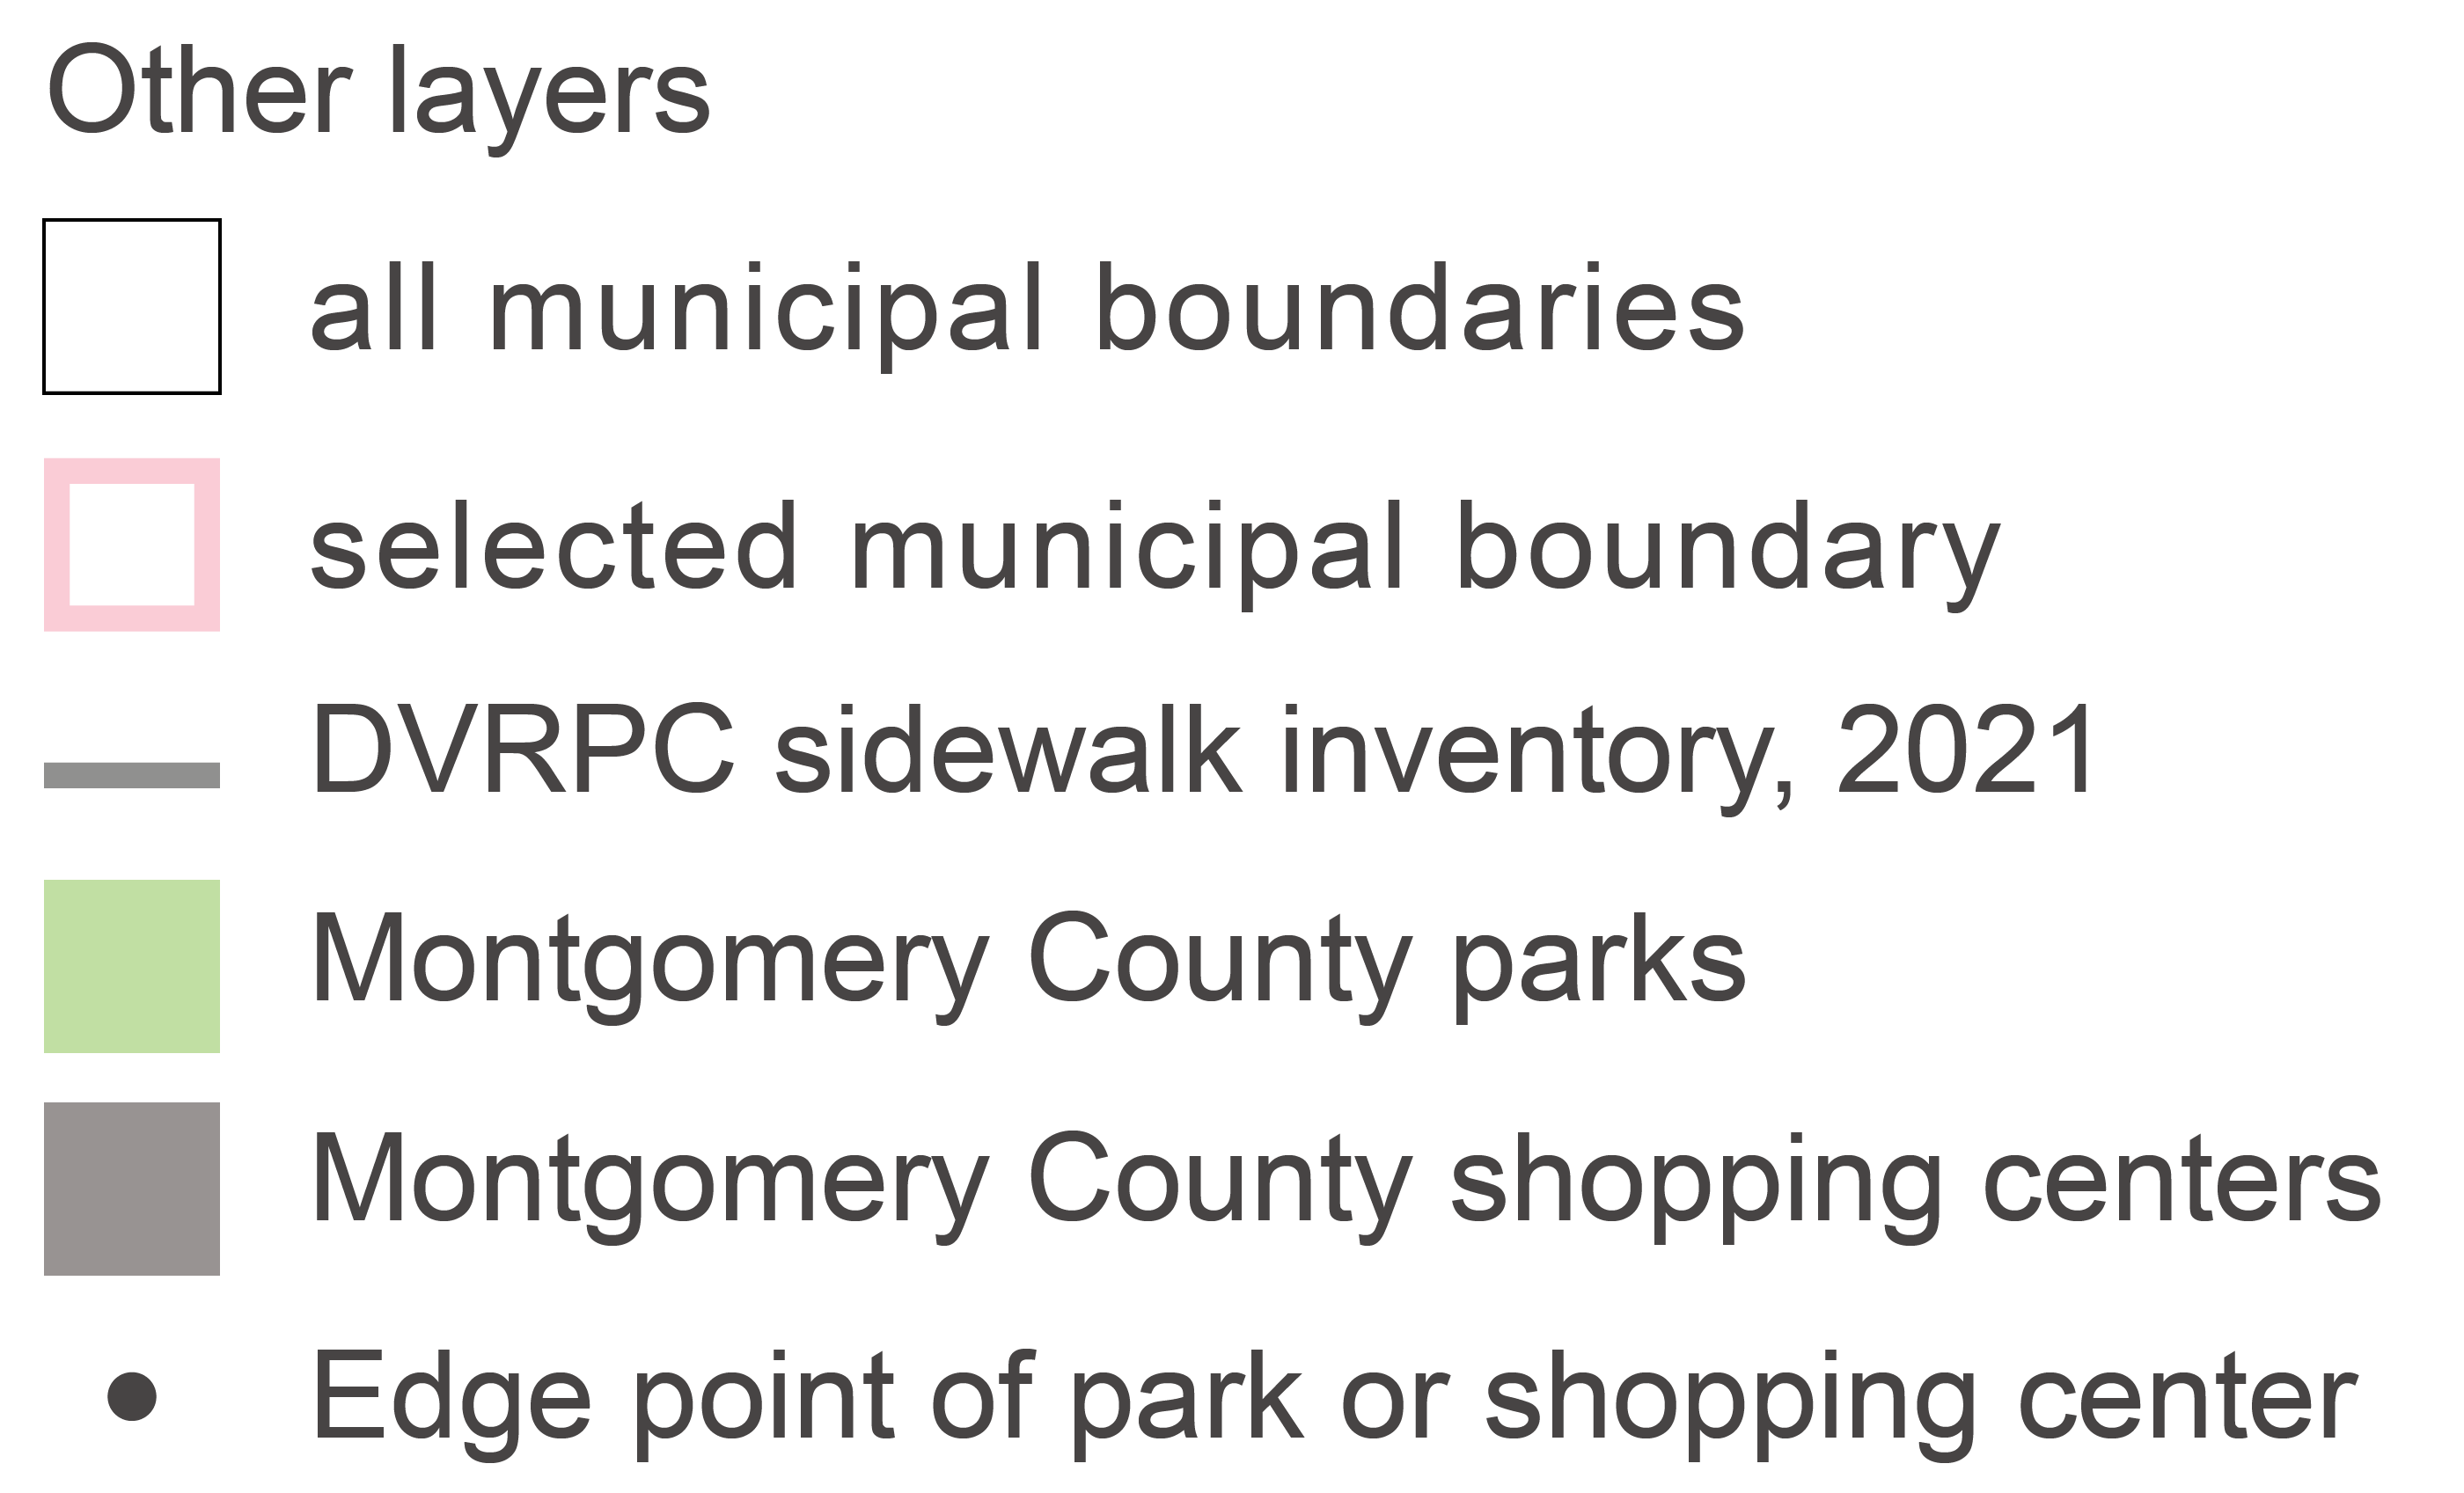 Other layers
all municipal boundaries
selected municipal boundary
DVRPC sidewalk inventory, 2021
Montgomery County parks
Montgomery County shopping centers
Edge point of park or shopping center